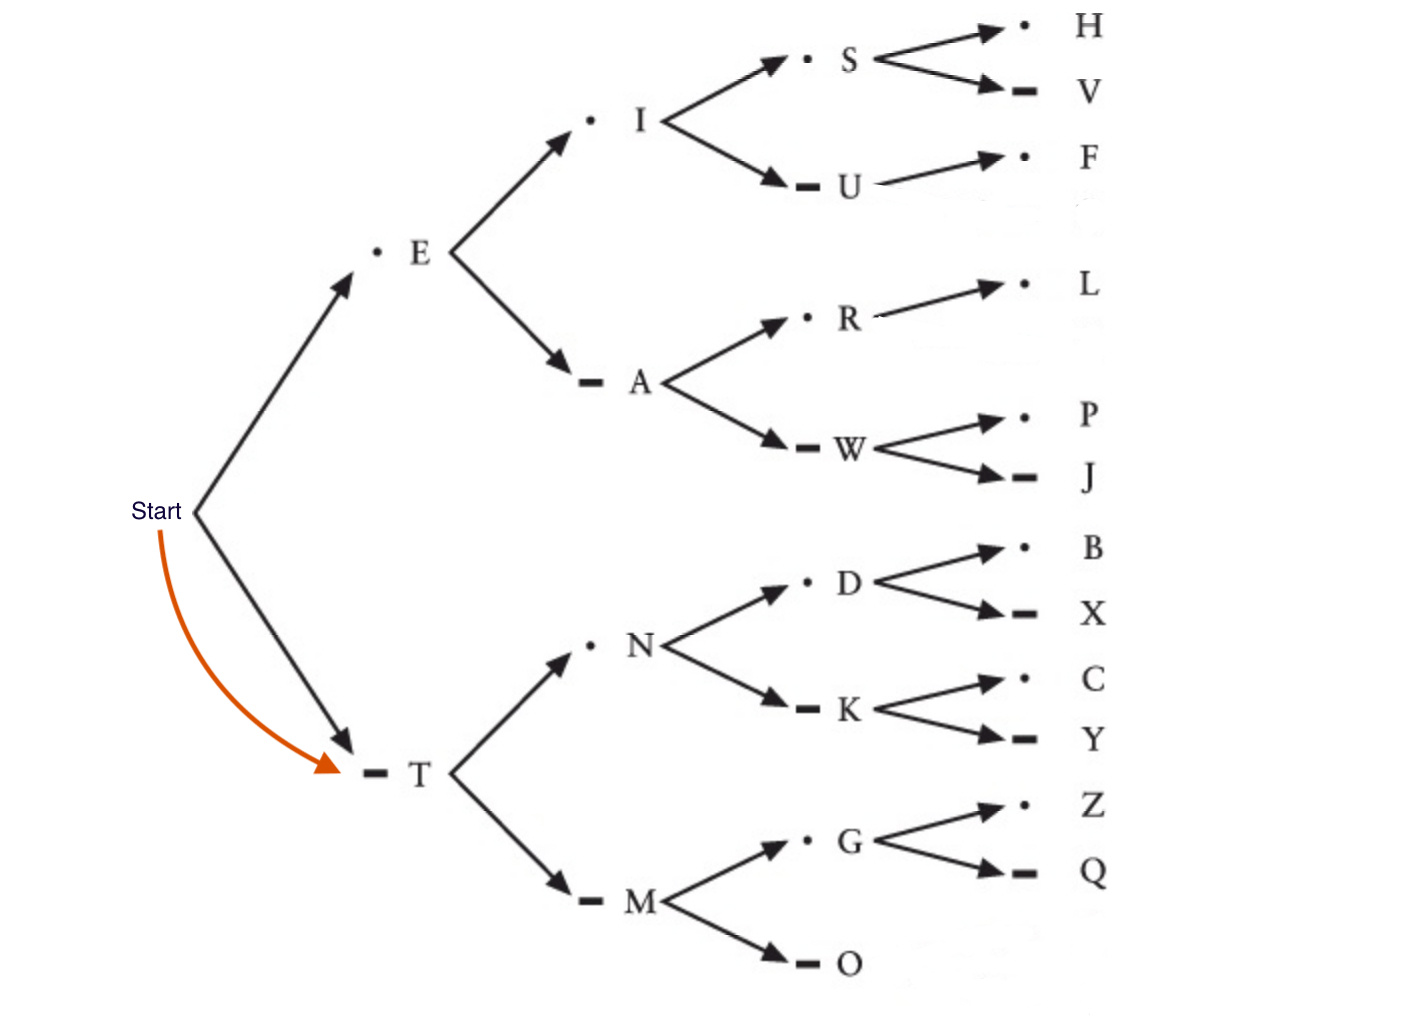 · H
· S
– V
· I
· F
– U
· E
· L
· R
– A
· P
– W
– J
Start
· B
· D
– X
· N
· C
– K
– Y
– T
· Z
· G
– Q
– M
– O